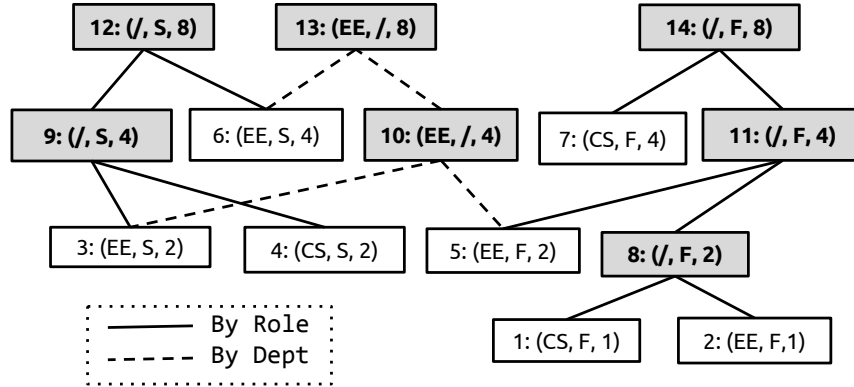 12: (/, S, 8)
13: (EE, /, 8)
14: (/, F, 8)
9: (/, S, 4)
6: (EE, S, 4)
10: (EE, /, 4)
7: (CS, F, 4)
11: (/, F, 4)
3: (EE, S, 2)
4: (CS, S, 2)
5: (EE, F, 2)
8: (/, F, 2)
1: (CS, F, 1)
2: (EE, F,1)
By Role
By Dept